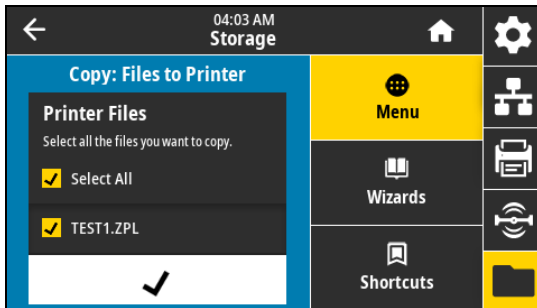 04:03 AM
Storage
Copy: Files to Printer
Printer Files
Select all the files you want to copy.
Select All
TEST1.ZPL
Menu
Wizards
Shortcuts